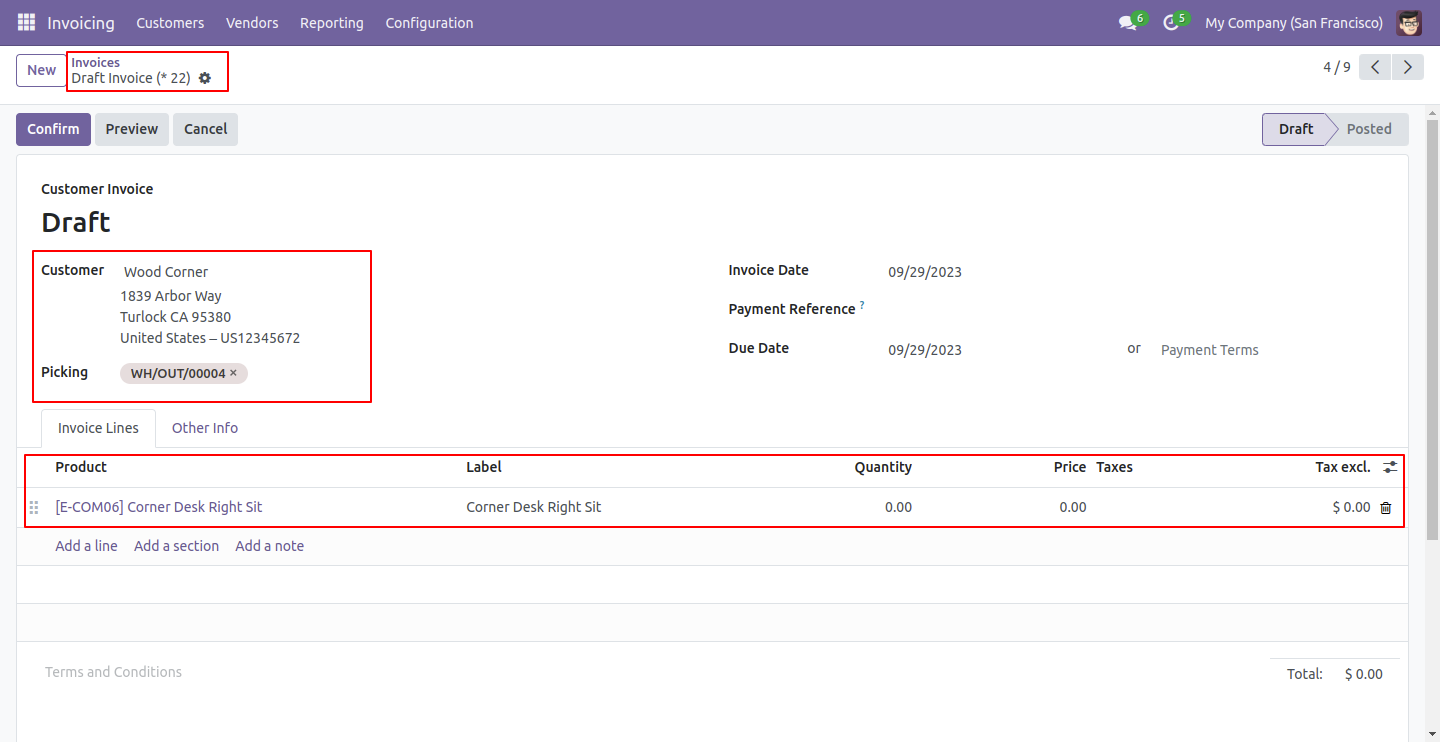 Invoicing Customers Vendors Reporting Configuration 6 5 My Company (San Francisco)
New Invoices 4 / 9
Draft Invoice (* 22)
Confirm Preview Cancel Draft Posted
Customer Invoice
Draft
Customer Wood Corner Invoice Date 09/29/2023
1839 Arbor Way
Turlock CA 95380 Payment Reference ?
United States – US12345672
Due Date 09/29/2023 or Payment Terms
Picking WH/OUT/00004 ×
Invoice Lines Other Info
Product Label Quantity Price Taxes Tax excl.
[E-COM06] Corner Desk Right Sit Corner Desk Right Sit 0.00 0.00 $ 0.00
Add a line Add a section Add a note
Terms and Conditions Total: $ 0.00